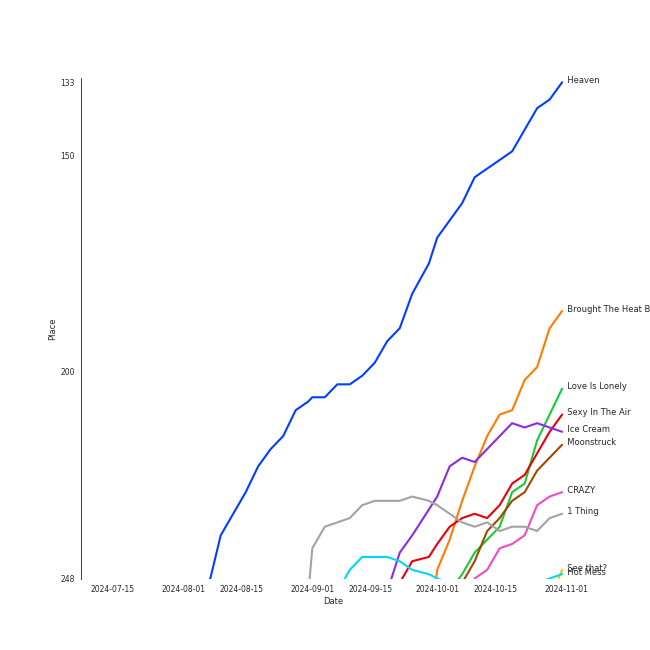 133
150
200
248
Place
Date
2024-07-15
2024-08-01
2024-08-15
2024-09-01
2024-09-15
2024-10-01
2024-10-15
2024-11-01
Heaven
Brought The Heat B
Love Is Lonely
Sexy In The Air
Ice Cream
Moonstruck
CRAZY
1 Thing
See that?
Hot Mess